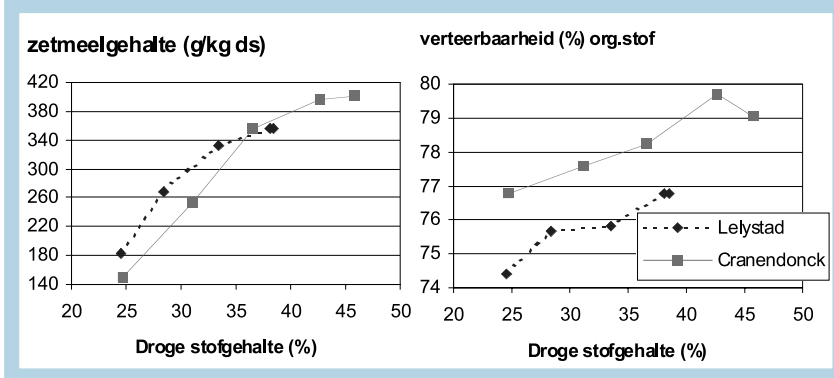 zetmeelgehalte (g/kg ds)
420
380
340
300
260
220
180
140
20 25 30 35 40 45 50
Droge stofgehalte (%)
verteerbaarheid (%) org.stof
80
79
78
77
76
75
74
20 25 30 35 40 45 50
Droge stofgehalte (%)
Lelystad
Cranendonck